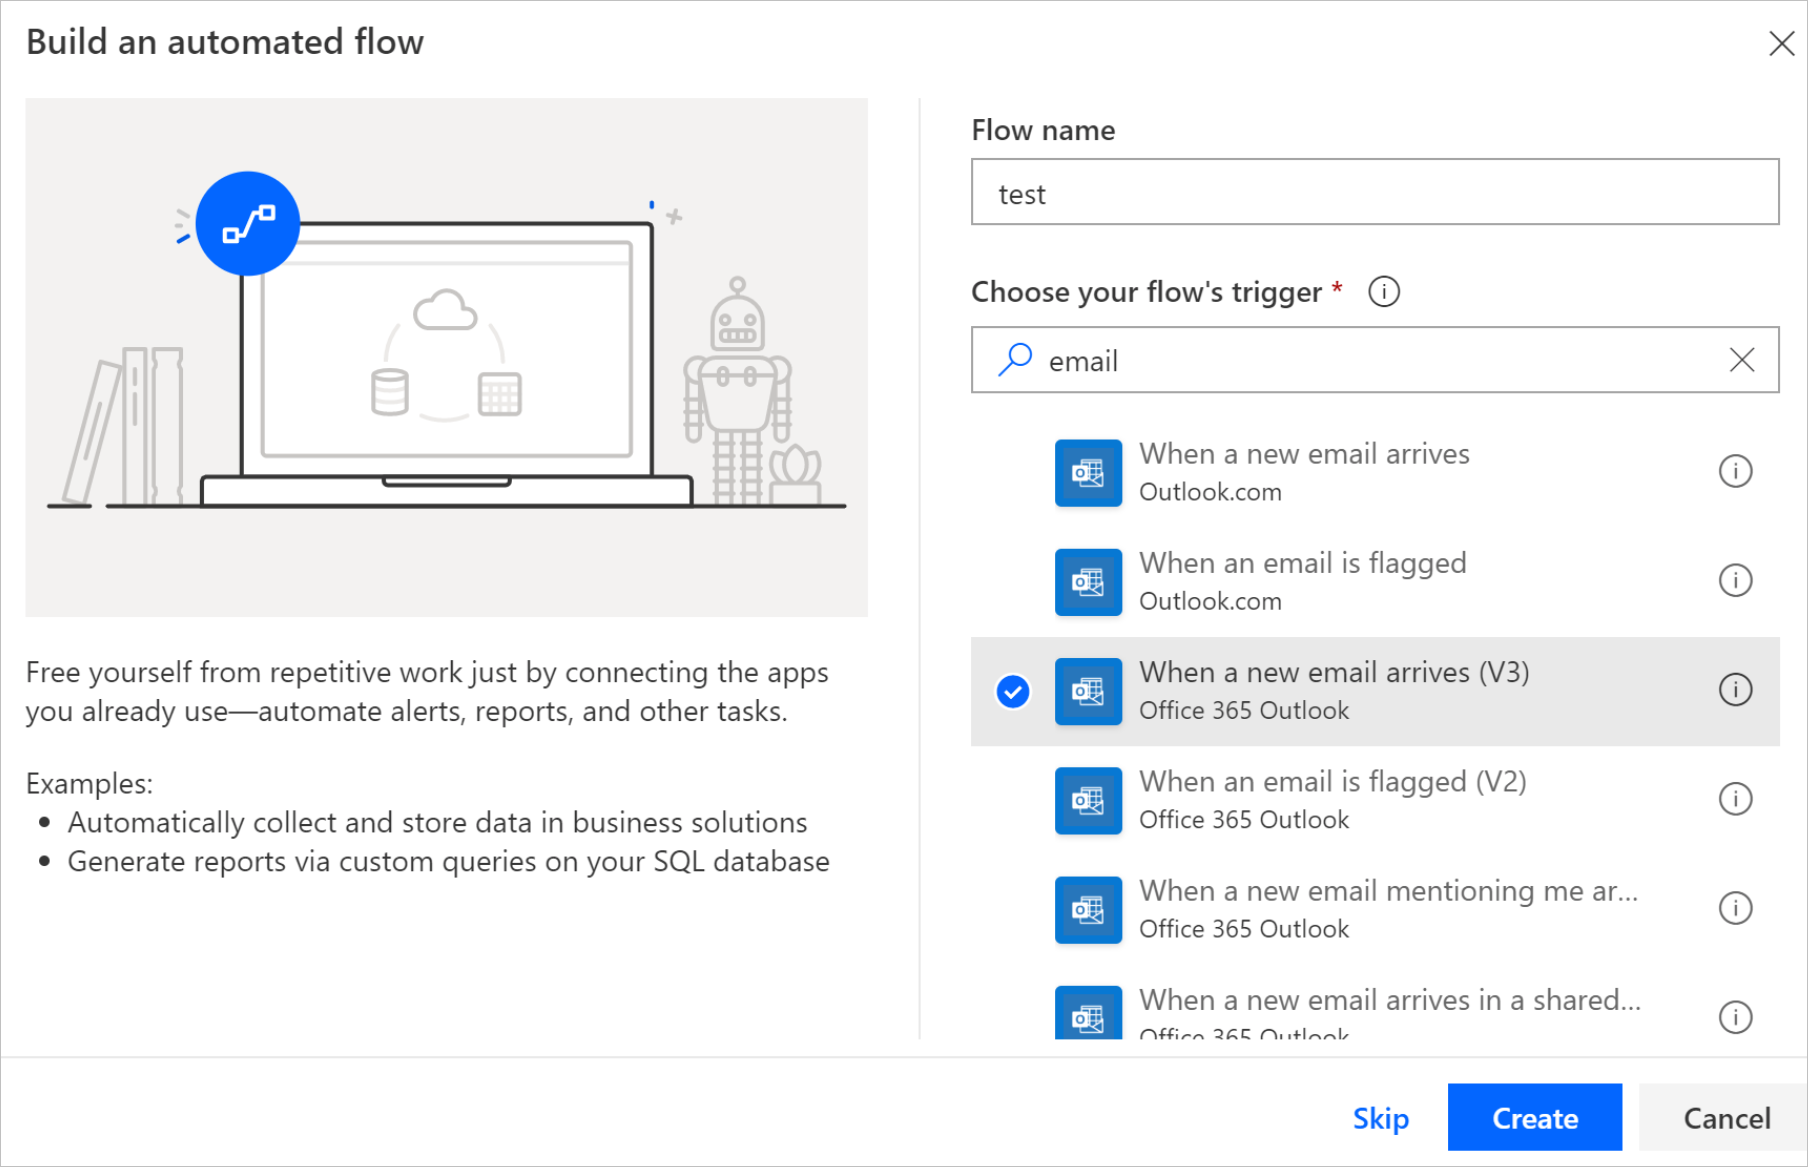 Build an automated flow
Free yourself from repetitive work just by connecting the apps
you already use—automate alerts, reports, and other tasks.
Examples:
• Automatically collect and store data in business solutions
• Generate reports via custom queries on your SQL database
Flow name
test
Choose your flow's trigger *
email
When a new email arrives
Outlook.com
When an email is flagged
Outlook.com
When a new email arrives (V3)
Office 365 Outlook
When an email is flagged (V2)
Office 365 Outlook
When a new email mentioning me ar...
Office 365 Outlook
When a new email arrives in a shared...
Office 365 Outlook
Skip
Create
Cancel